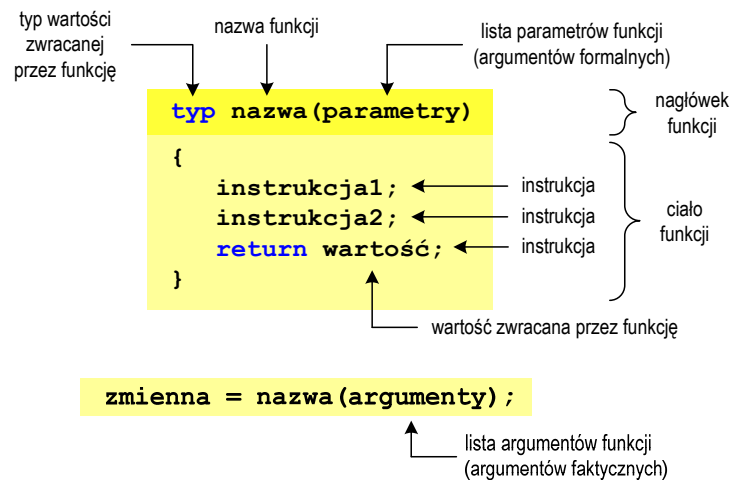 typ wartości
zwracanej
przez funkcję
nazwa funkcji
lista parametrów funkcji
(argumentów formalnych)
typ nazwa(parametry)
nagłówek
funkcji
{
instrukcja1;
instrukcja
instrukcja2;
instrukcja
return wartość;
instrukcja
}
ciało
funkcji
wartość zwracana przez funkcję
zmienna = nazwa(argumenty);
lista argumentów funkcji
(argumentów faktycznych)